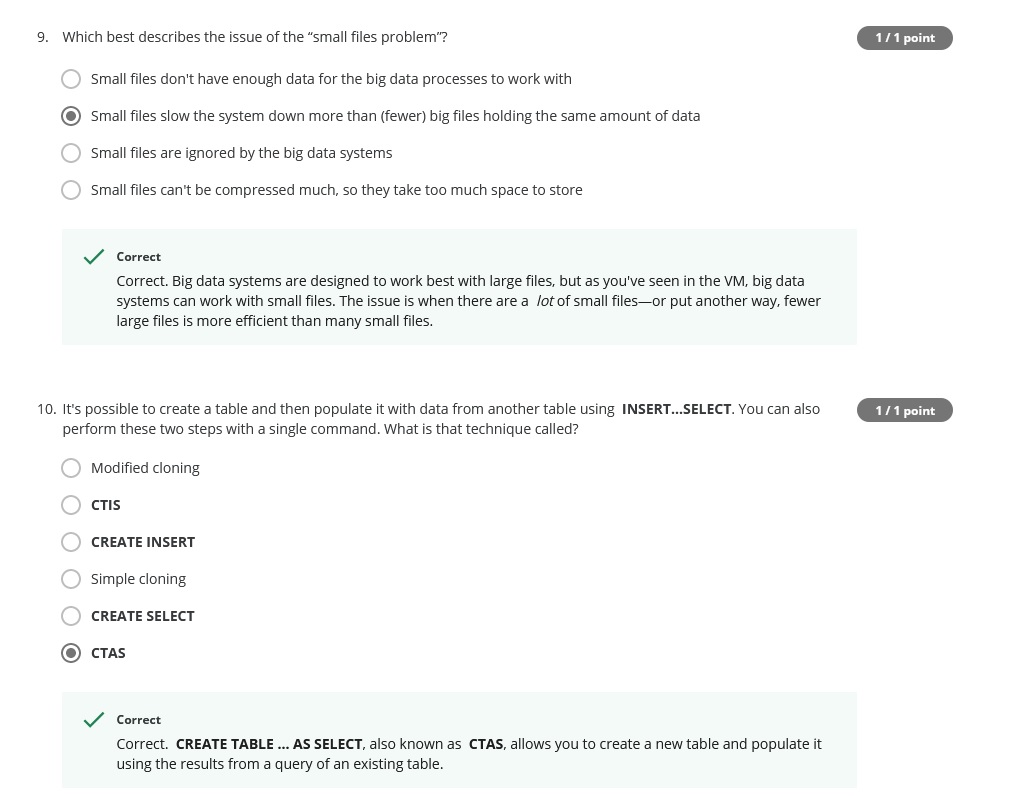 9. Which best describes the issue of the “small files problem”?
1 / 1 point
Small files don't have enough data for the big data processes to work with
Small files slow the system down more than (fewer) big files holding the same amount of data
Small files are ignored by the big data systems
Small files can't be compressed much, so they take too much space to store
Correct
Correct. Big data systems are designed to work best with large files, but as you've seen in the VM, big data
systems can work with small files. The issue is when there are a lot of small files—or put another way, fewer
large files is more efficient than many small files.
10. It's possible to create a table and then populate it with data from another table using INSERT...SELECT. You can also
1 / 1 point
perform these two steps with a single command. What is that technique called?
Modified cloning
CTIS
CREATE INSERT
Simple cloning
CREATE SELECT
CTAS
Correct
Correct. CREATE TABLE ... AS SELECT, also known as CTAS, allows you to create a new table and populate it
using the results from a query of an existing table.